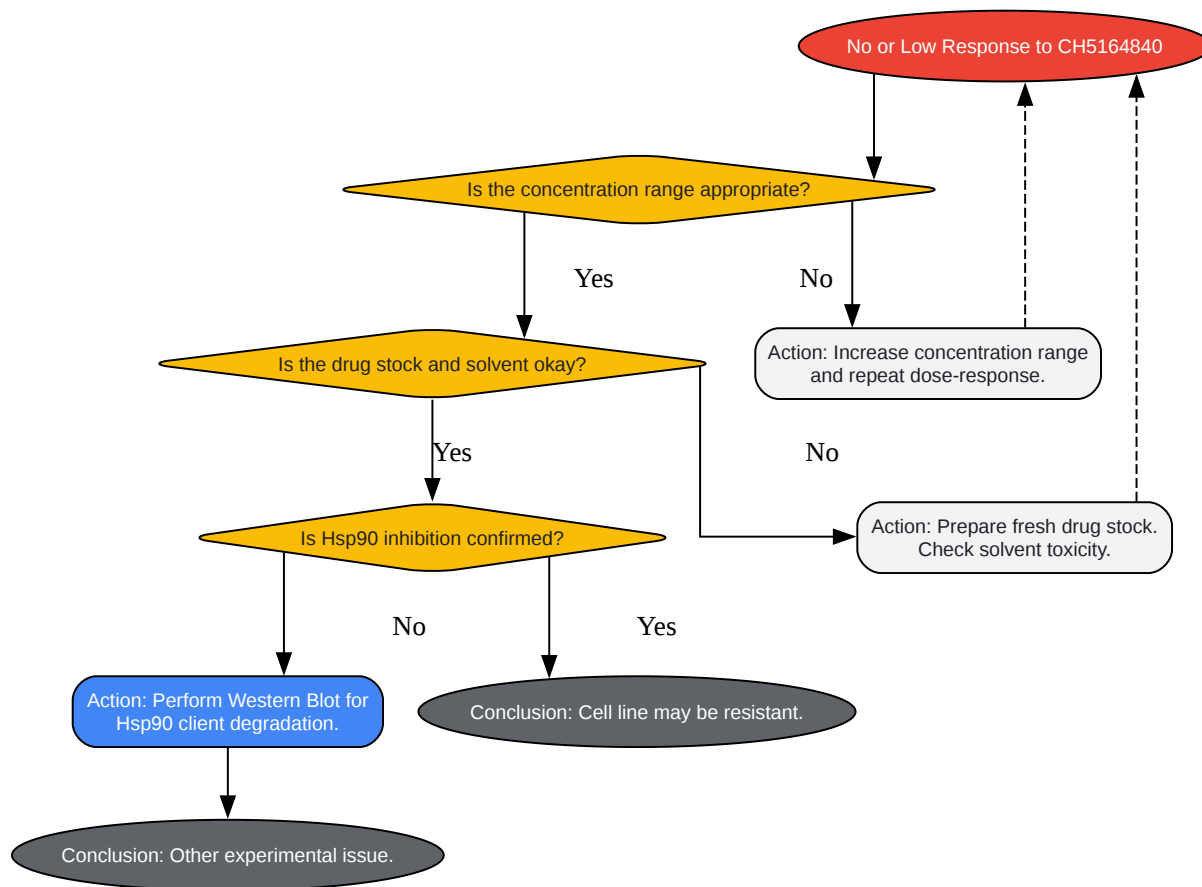 No or Low Response to CH5164840
Is the concentration range appropriate?
Yes
No
Action: Increase concentration range
and repeat dose-response.
Is the drug stock and solvent okay?
Yes
No
Action: Prepare fresh drug stock.
Check solvent toxicity.
Is Hsp90 inhibition confirmed?
No
Yes
Action: Perform Western Blot for
Hsp90 client degradation.
Conclusion: Cell line may be resistant.
Conclusion: Other experimental issue.